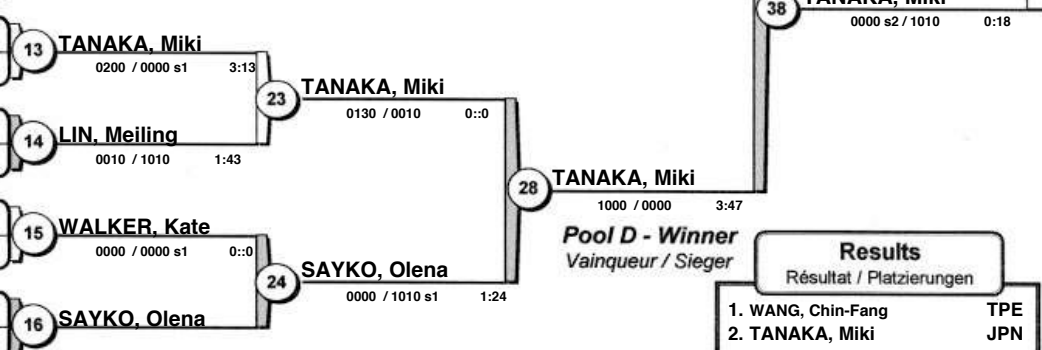 TANAKA, Miki
38
0000 s2 / 1010 0:18
13
TANAKA, Miki
0200 / 0000 s1 3:13
23
TANAKA, Miki
0130 / 0010 0::0
14
LIN, Meiling
0010 / 1010 1:43
28
TANAKA, Miki
1000 / 0000 3:47
15
WALKER, Kate
0000 / 0000 s1 0::0
24
SAYKO, Olena
0000 / 1010 s1 1:24
16
SAYKO, Olena
Pool D - Winner
Vainqueur / Sieger
Results
Résultat / Platzierungen
1. WANG, Chin-Fang TPE
2. TANAKA, Miki JPN